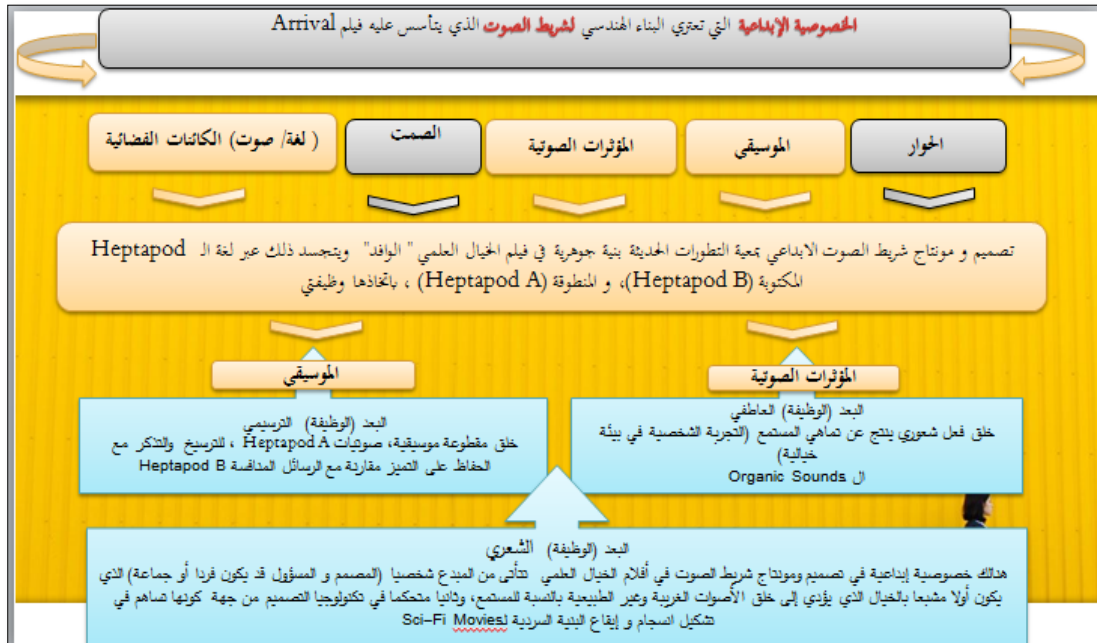 الخصوصية الإبداعية التي تعتري البناء الهندسي لشريط الصوت الذي يتأسس عليه فيلم Arrival
الحوار
الموسيقى
المؤثرات الصوتية
الصمت
( لغة/ صوت) الكائنات الفضائية
تصميم و مونتاج شريط الصوت الابداعي بمعية التطورات الحديثة بنية جوهرية في فيلم الخيال العلمي " الوافد" ويتجسد ذلك عبر لغة الـ Heptapod
المكتوبة (Heptapod B)، و المنطوقة (Heptapod A) ، باتخاذها وظيفتي
المؤثرات الصوتية
البعد (الوظيفة) العاطفي
خلق فعل شعوري ينتج عن تماهي المستمع (التجربة الشخصية في بيئة
خيالية)
ال Organic Sounds
الموسيقى
البعد (الوظيفة) الترسيمي
خلق مقطوعة موسيقية، صوتيات Heptapod A ، للترسيخ والتذكر مع
الحفاظ على التميز مقارنة مع الرسائل المنافسة Heptapod B
البعد (الوظيفة) الشعري
هنالك خصوصية إبداعية في تصميم ومونتاج شريط الصوت في أفلام الخيال العلمي تتأتى من المبدع شخصيا (المصمم و المسؤول قد يكون فردا أو جماعة) الذي
يكون أولا مشبعا بالخيال الذي يؤدي إلى خلق الأصوات الغريبة وغير الطبيعية بالنسبة للمستمع، وثانيا متحكما في تكنولوجيا التصميم من جهة كونها تساهم في
تشكيل انسجام و إيقاع البنية السردية لـSci-Fi Movies